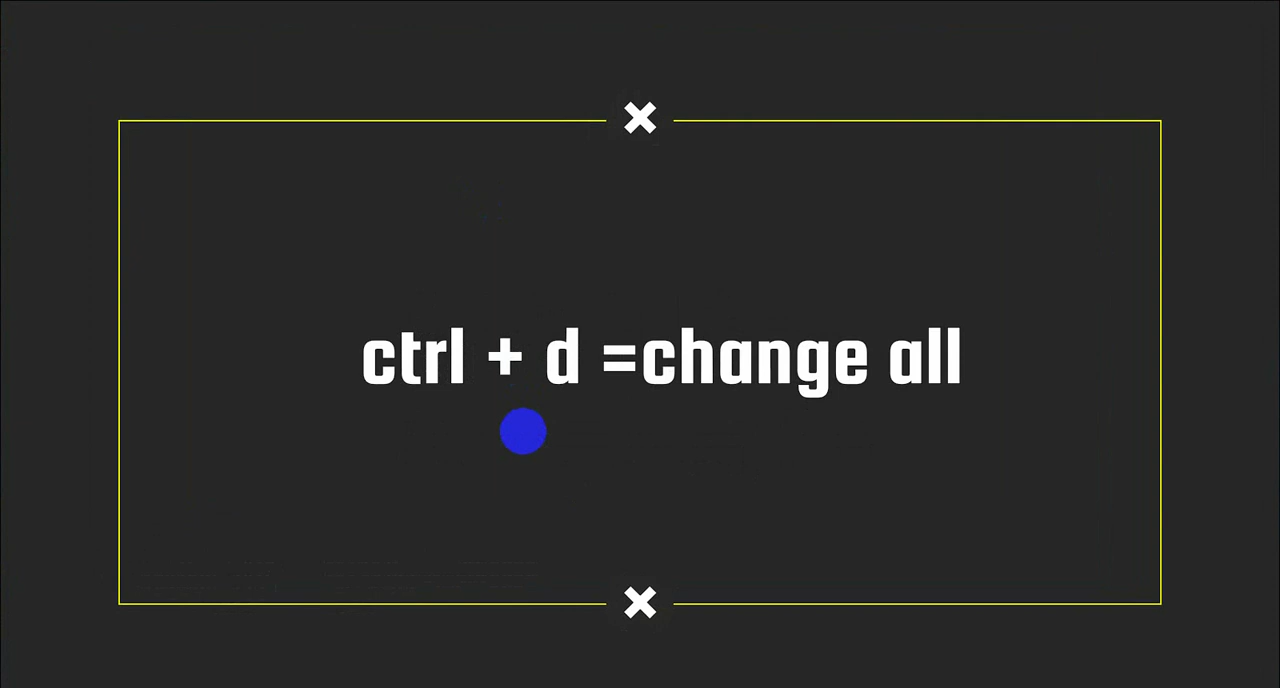 ctrl + d =change all